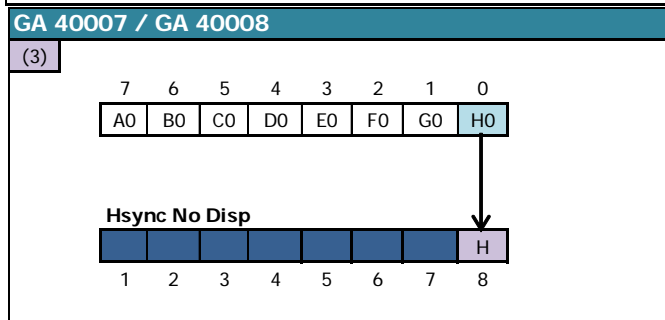 GA 40007 / GA 40008
(3)
7 6 5 4 3 2 1 0
A0 B0 C0 D0 E0 F0 G0 H0
Hsync No Disp
H
1 2 3 4 5 6 7 8